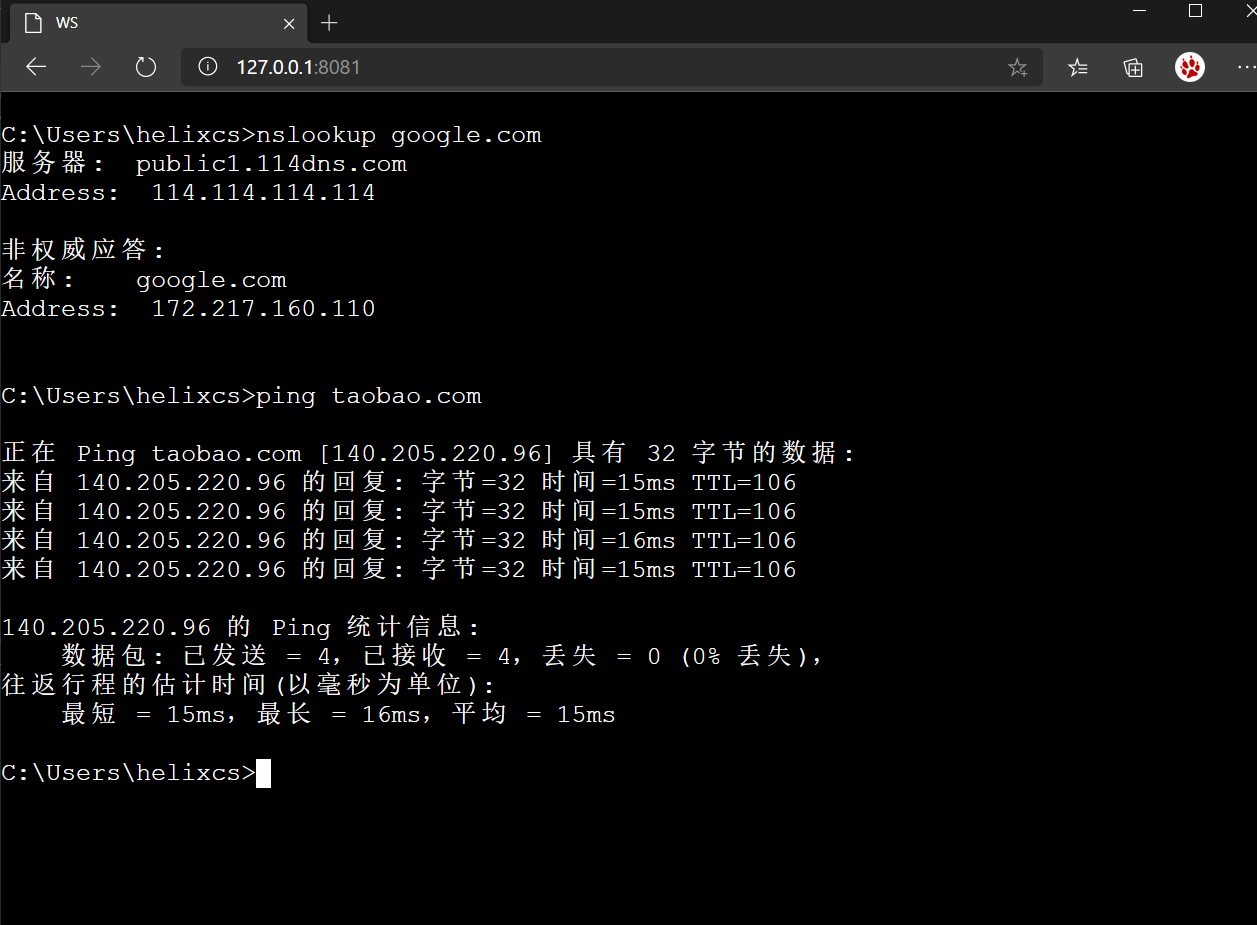 WS
127.0.0.1:8081
C:\Users\helixcs>nslookup google.com
服务器:  public1.114dns.com
Address:  114.114.114.114
非权威应答:
名称:    google.com
Address:  172.217.160.110
C:\Users\helixcs>ping taobao.com
正在 Ping taobao.com [140.205.220.96] 具有 32 字节的数据:
来自 140.205.220.96 的回复: 字节=32 时间=15ms TTL=106
来自 140.205.220.96 的回复: 字节=32 时间=15ms TTL=106
来自 140.205.220.96 的回复: 字节=32 时间=16ms TTL=106
来自 140.205.220.96 的回复: 字节=32 时间=15ms TTL=106
140.205.220.96 的 Ping 统计信息:
    数据包: 已发送 = 4，已接收 = 4，丢失 = 0 (0% 丢失)，
往返行程的估计时间(以毫秒为单位):
    最短 = 15ms，最长 = 16ms，平均 = 15ms
C:\Users\helixcs>